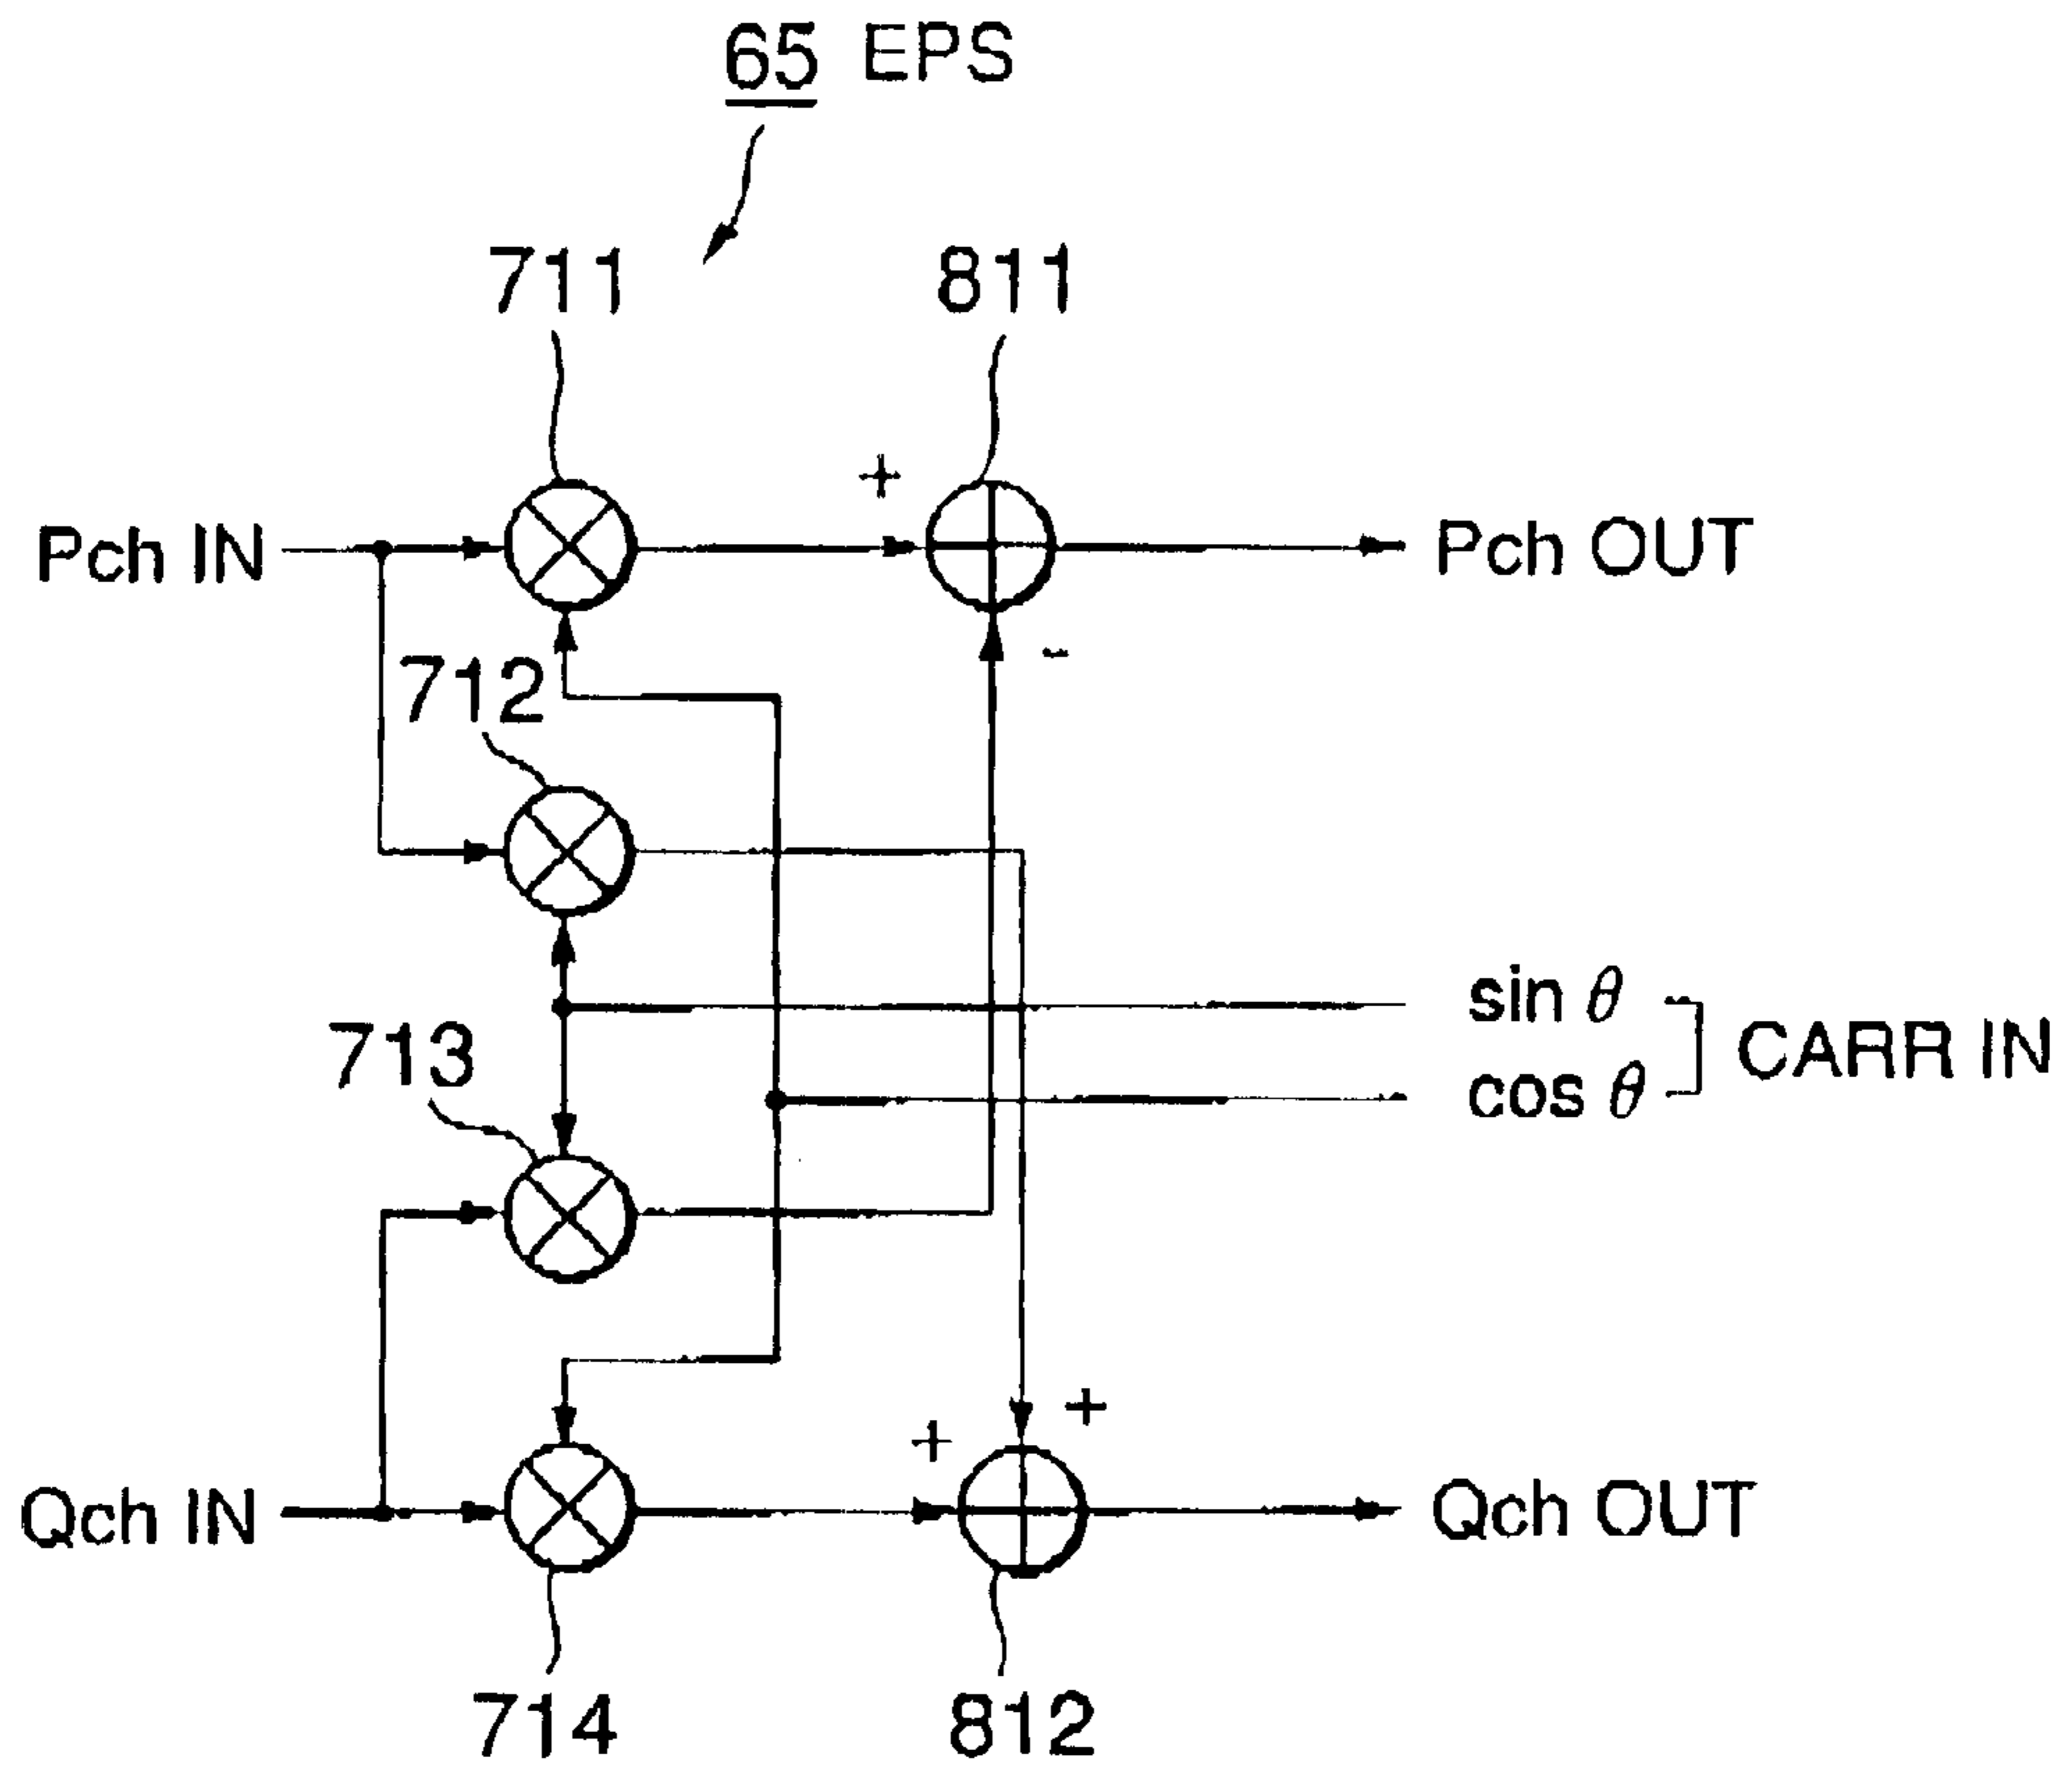 65 EPS
711
811
+
Pch IN
Pch OUT
-
712
sin θ
CARR IN
713
cos θ
+
+
Qch IN
Qch OUT
714
812